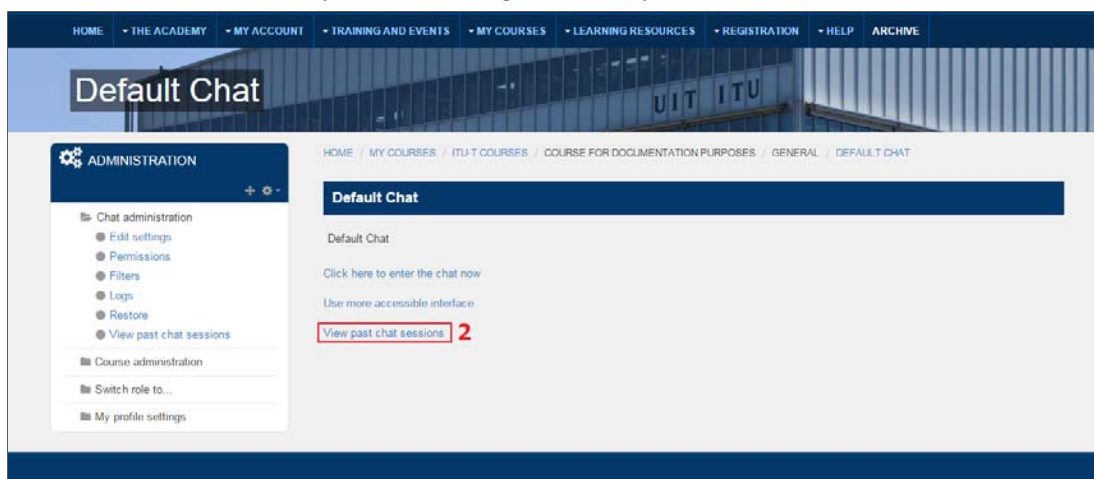 HOME THE ACADEMY MY ACCOUNT TRAINING AND EVENTS MY COURSES LEARNING RESOURCES REGISTRATION HELP ARCHIVE
Default Chat
UIT ITU
ADMINISTRATION
HOME / MY COURSES / ITU-T COURSES / COURSE FOR DOCUMENTATION PURPOSES / GENERAL / DEFAULT CHAT
Default Chat
Chat administration
Edit settings
Permissions
Filters
Logs
Restore
View past chat sessions
Course administration
Switch role to...
My profile settings
Default Chat
Click here to enter the chat now
Use more accessible interface
View past chat sessions 2